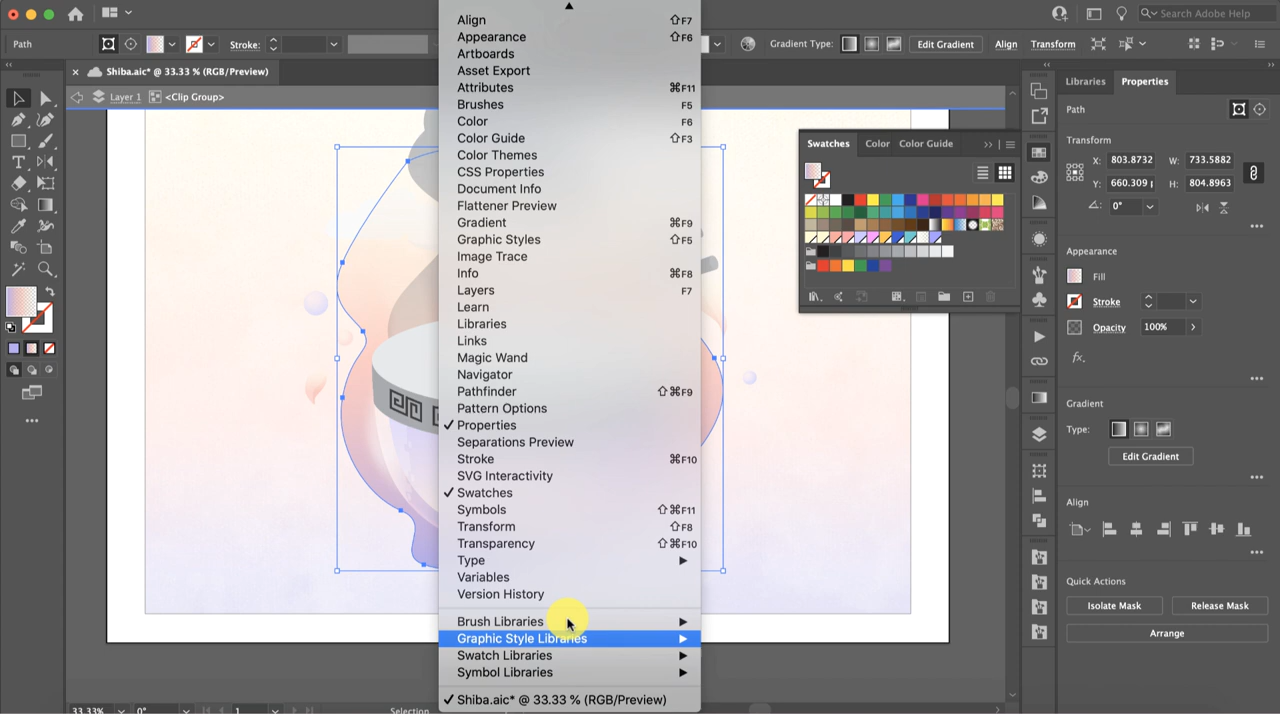 Search Adobe Help
Path
Stroke:
Gradient Type:
Edit Gradient
Align
Transform
Shiba.aic* @ 33.33 % (RGB/Preview)
Layer 1
<Clip Group>
Align ⇧F7
Appearance ⇧F6
Artboards
Asset Export
Attributes ⌘F11
Brushes F5
Color F6
Color Guide ⇧F3
Color Themes
CSS Properties
Document Info
Flattener Preview
Gradient ⌘F9
Graphic Styles ⇧F5
Image Trace
Info ⌘F8
Layers F7
Learn
Libraries
Links
Magic Wand
Navigator
Pathfinder ⇧⌘F9
Pattern Options
Properties
Separations Preview
Stroke ⌘F10
SVG Interactivity
Swatches
Symbols ⇧⌘F11
Transform ⇧F8
Transparency ⇧⌘F10
Type
Variables
Version History
Brush Libraries
Graphic Style Libraries
Swatch Libraries
Symbol Libraries
Shiba.aic* @ 33.33 % (RGB/Preview)
Swatches
Color
Color Guide
Libraries
Properties
Path
Transform
X: 803.8732 W: 733.5882
Y: 660.309 H: 804.8963
0°
Appearance
Fill
Stroke
Opacity 100%
fx.
Gradient
Type:
Edit Gradient
Align
Quick Actions
Isolate Mask
Release Mask
Arrange
33.33%
0°
1
Selection